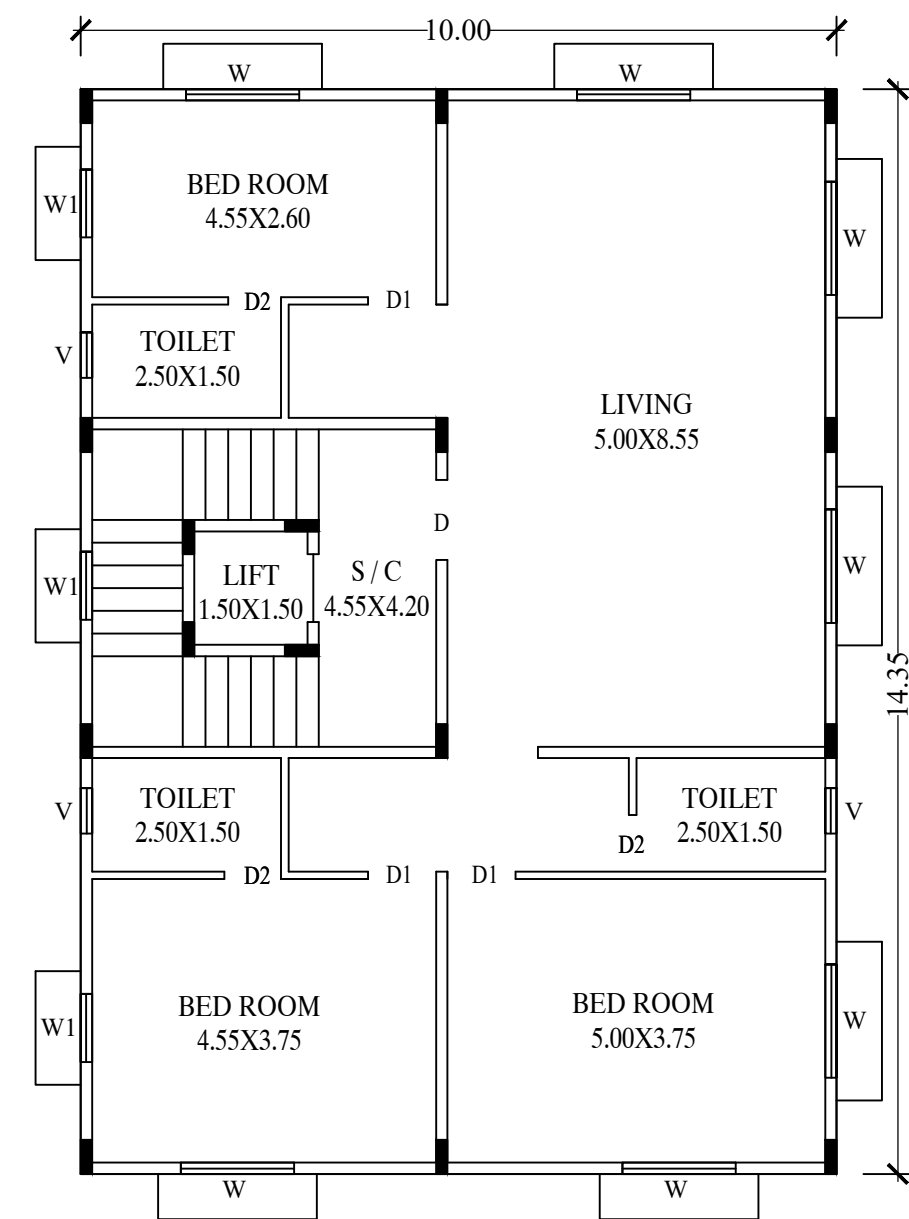 10.00
W
W
BED ROOM
4.55X2.60
W1
W
D2
D1
TOILET
2.50X1.50
V
LIVING
5.00X8.55
D
LIFT
1.50X1.50
S / C
4.55X4.20
W1
W
14.35
TOILET
2.50X1.50
V
TOILET
2.50X1.50
V
D2
D2
D1
D1
BED ROOM
4.55X3.75
BED ROOM
5.00X3.75
W1
W
W
W